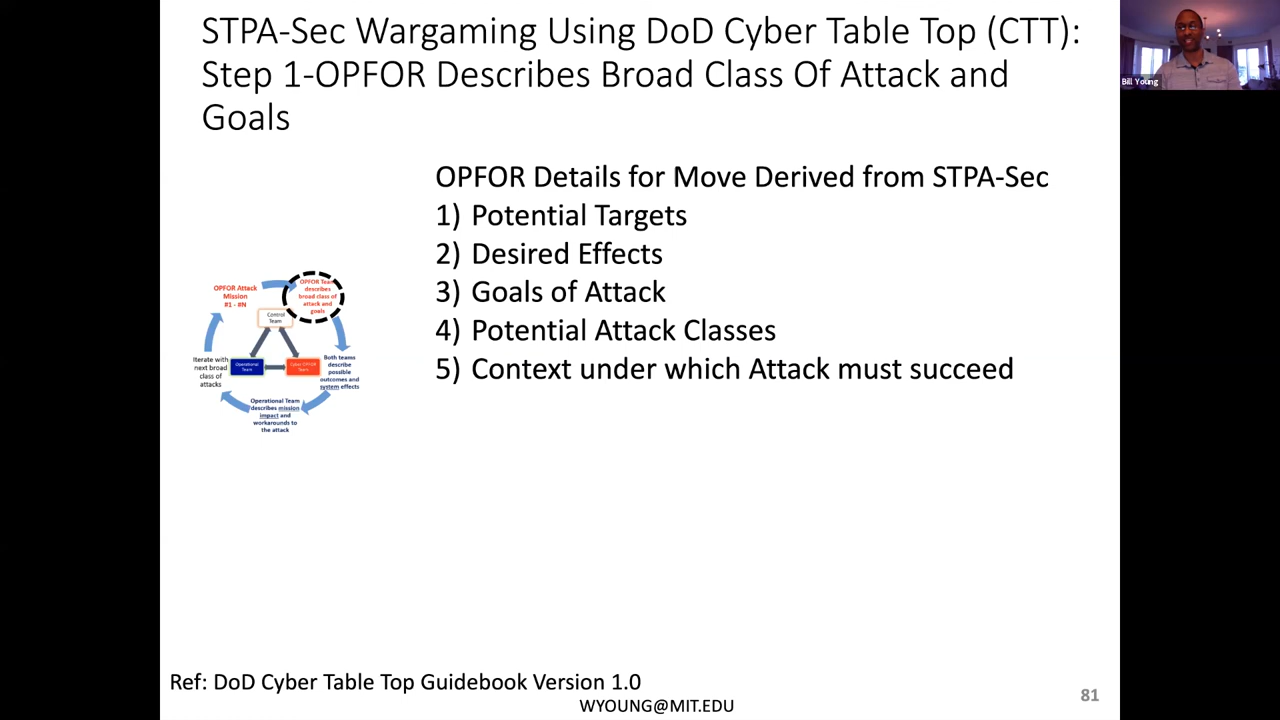 STPA-Sec Wargaming Using DoD Cyber Table Top (CTT):
Step 1-OPFOR Describes Broad Class Of Attack and
Goals
Bill Young
OPFOR Details for Move Derived from STPA-Sec
1) Potential Targets
2) Desired Effects
3) Goals of Attack
4) Potential Attack Classes
5) Context under which Attack must succeed
OPFOR Attack
Mission
#1 - #N
OPFOR Team
describes
broad class of
attack and
goals
Control
Team
Operational
Team
Cyber OPFOR
Team
Iterate with
next broad
class of
attacks
Both teams
describe
possible
outcomes and
system effects
Operational Team
describes mission
impact and
workarounds to
the attack
Ref: DoD Cyber Table Top Guidebook Version 1.0
WYOUNG@MIT.EDU
81